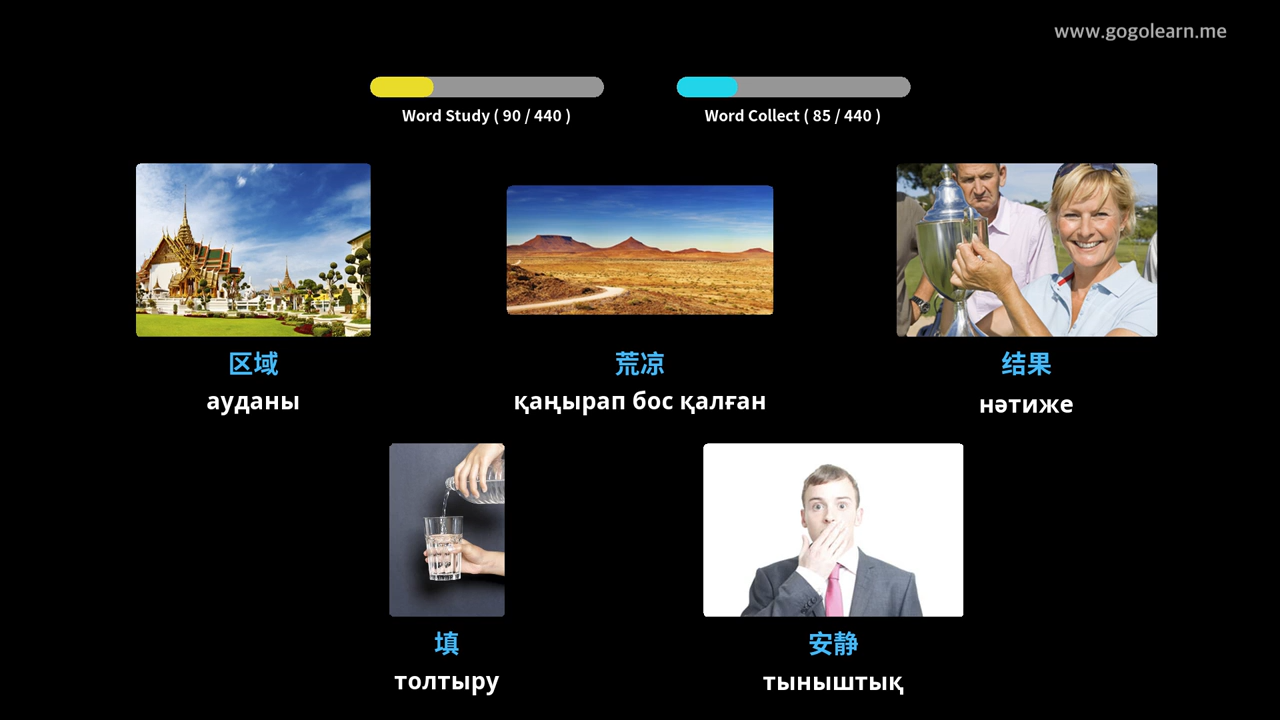 www.gogolearn.me
Word Study ( 90 / 440 )
Word Collect ( 85 / 440 )
区域
ауданы
荒凉
қаңырап бос қалған
结果
нәтиже
填
толтыру
安静
тыныштық